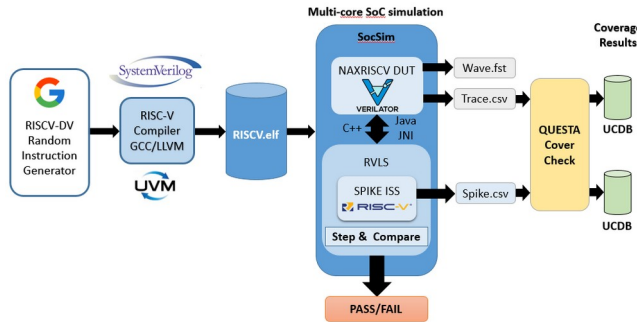 Multi-core SoC simulation
Coverage
Results
SystemVerilog
SocSim
NAXRISCV DUT
VERILATOR
Wave.fst
Trace.csv
RISCV-DV
Random
Instruction
Generator
RISC-V
Compiler
GCC/LLVM
RISCV.elf
C++
Java
JNI
QUESTA
Cover
Check
UCDB
UVM
RVLS
SPIKE ISS
RISC-V
Spike.csv
Step & Compare
UCDB
PASS/FAIL